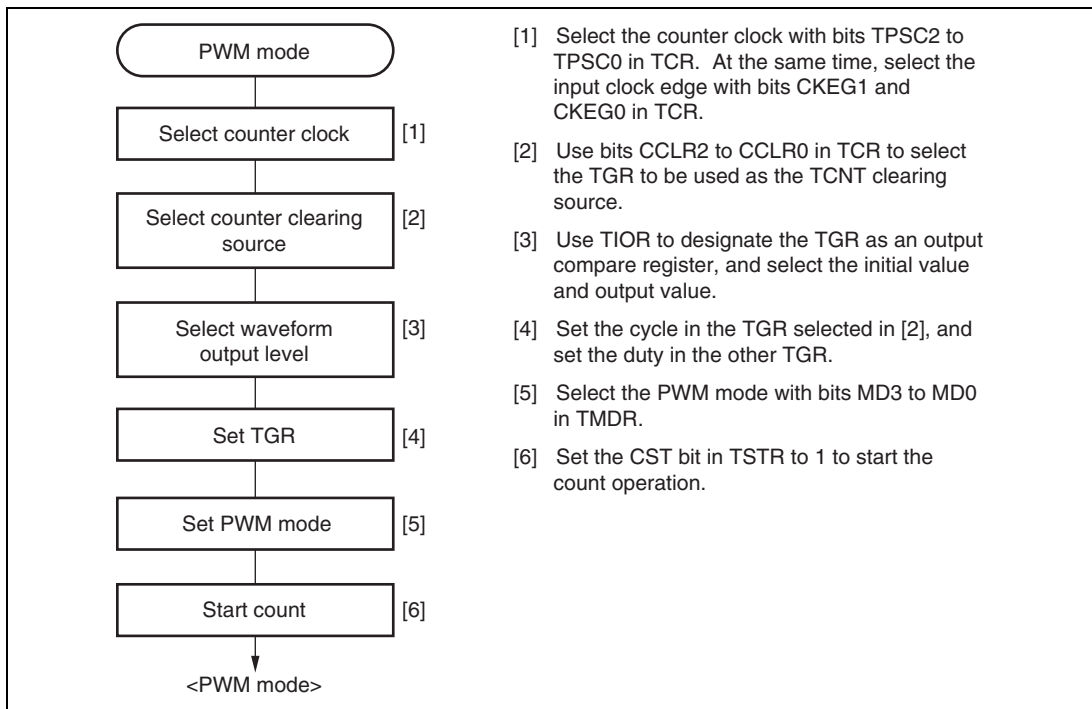 PWM mode
Select counter clock
[1]
Select counter clearing
source
[2]
Select waveform
output level
[3]
Set TGR
[4]
Set PWM mode
[5]
Start count
[6]
<PWM mode>
[1] Select the counter clock with bits TPSC2 to
TPSC0 in TCR. At the same time, select the
input clock edge with bits CKEG1 and
CKEG0 in TCR.
[2] Use bits CCLR2 to CCLR0 in TCR to select
the TGR to be used as the TCNT clearing
source.
[3] Use TIOR to designate the TGR as an output
compare register, and select the initial value
and output value.
[4] Set the cycle in the TGR selected in [2], and
set the duty in the other TGR.
[5] Select the PWM mode with bits MD3 to MD0
in TMDR.
[6] Set the CST bit in TSTR to 1 to start the
count operation.